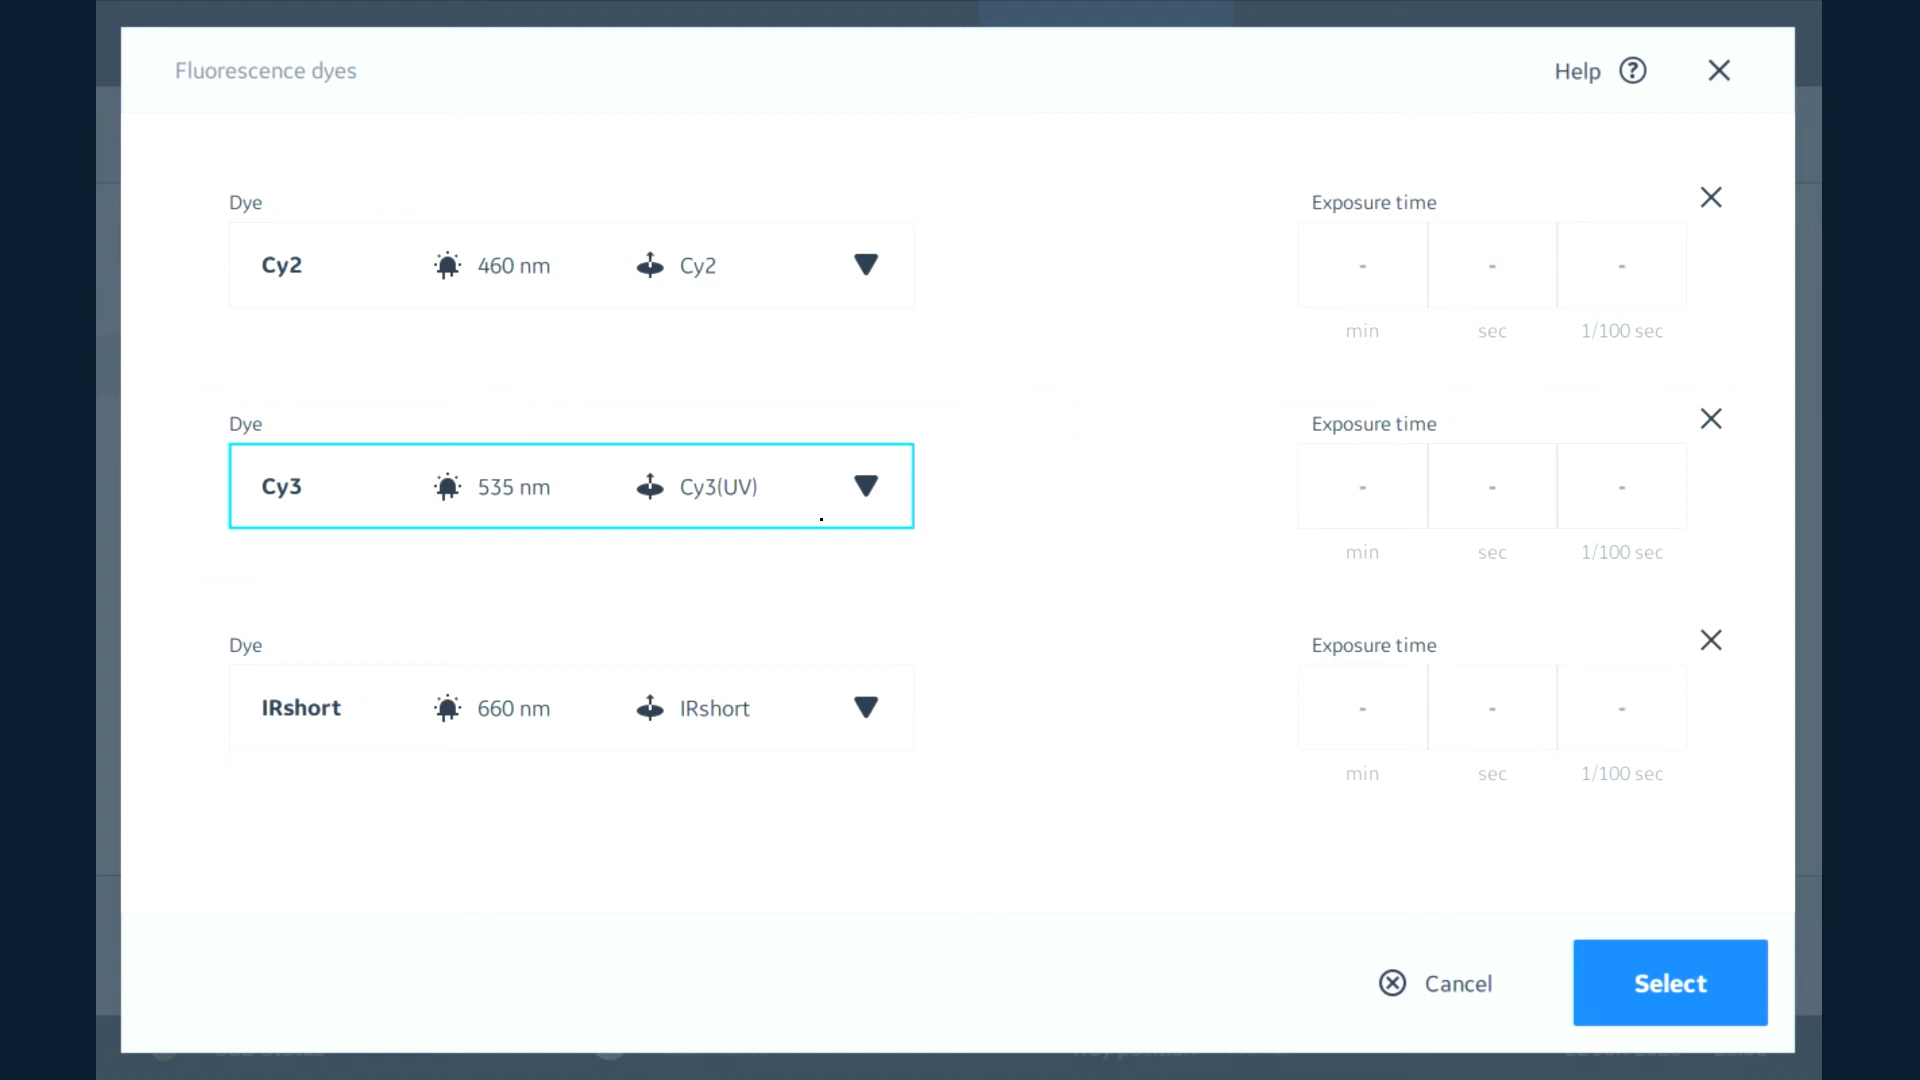 Fluorescence dyes Help ?
Dye Exposure time
Cy2 460 nm Cy2 - - -
min sec 1/100 sec
Dye Exposure time
Cy3 535 nm Cy3(UV) - - -
min sec 1/100 sec
Dye Exposure time
IRshort 660 nm IRshort - - -
min sec 1/100 sec
Cancel Select